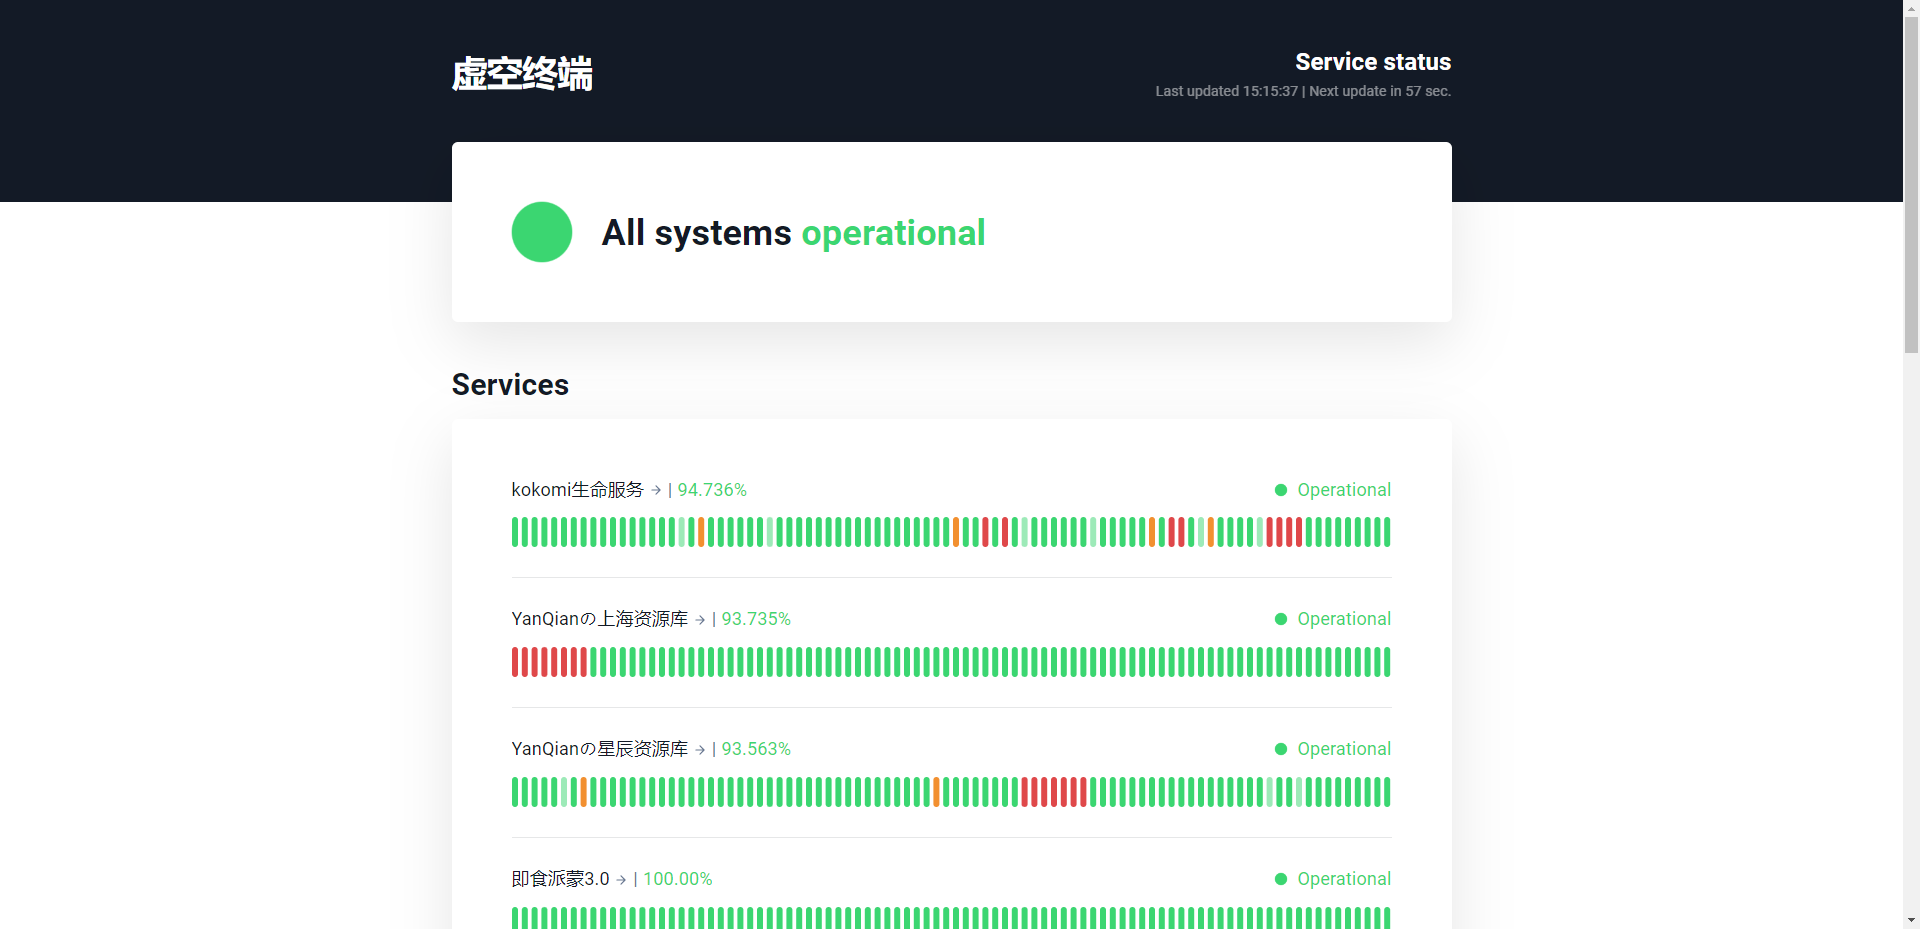 虚空终端
Service status
Last updated 15:15:37 | Next update in 57 sec.
All systems operational
Services
kokomi生命服务 → | 94.736%
Operational
YanQianの上海资源库 → | 93.735%
Operational
YanQianの星辰资源库 → | 93.563%
Operational
即食派蒙3.0 → | 100.00%
Operational